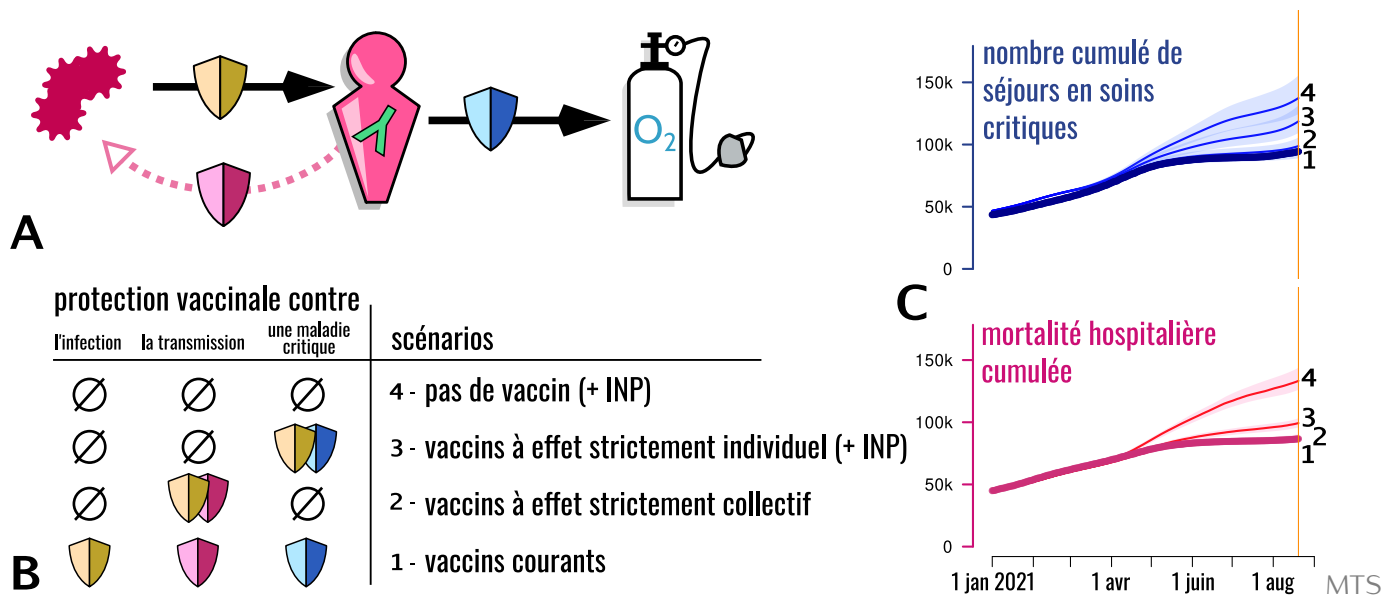 O2
A
protection vaccinale contre
l'infection
la transmission
une maladie
critique
scénarios
4 - pas de vaccin (+ INP)
3 - vaccins à effet strictement individuel (+ INP)
2 - vaccins à effet strictement collectif
1 - vaccins courants
B
nombre cumulé de
séjours en soins
critiques
150k
100k
50k
0
4
3
2
1
C
mortalité hospitalière
cumulée
150k
100k
50k
0
4
3
2
1
1 jan 2021
1 avr
1 juin
1 aug
MTS